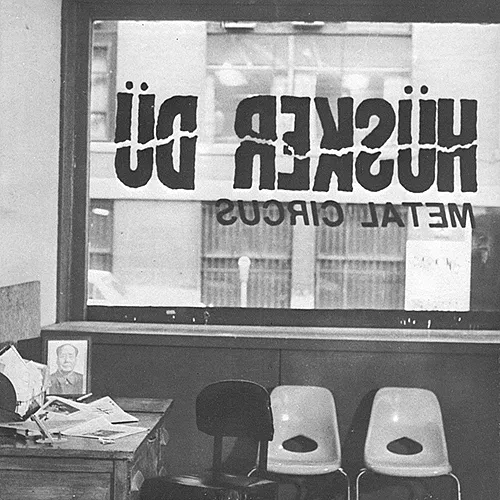 HÜSKER DÜ
METAL CIRCUS